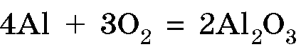 4Al + 3O₂ = 2Al₂O₃